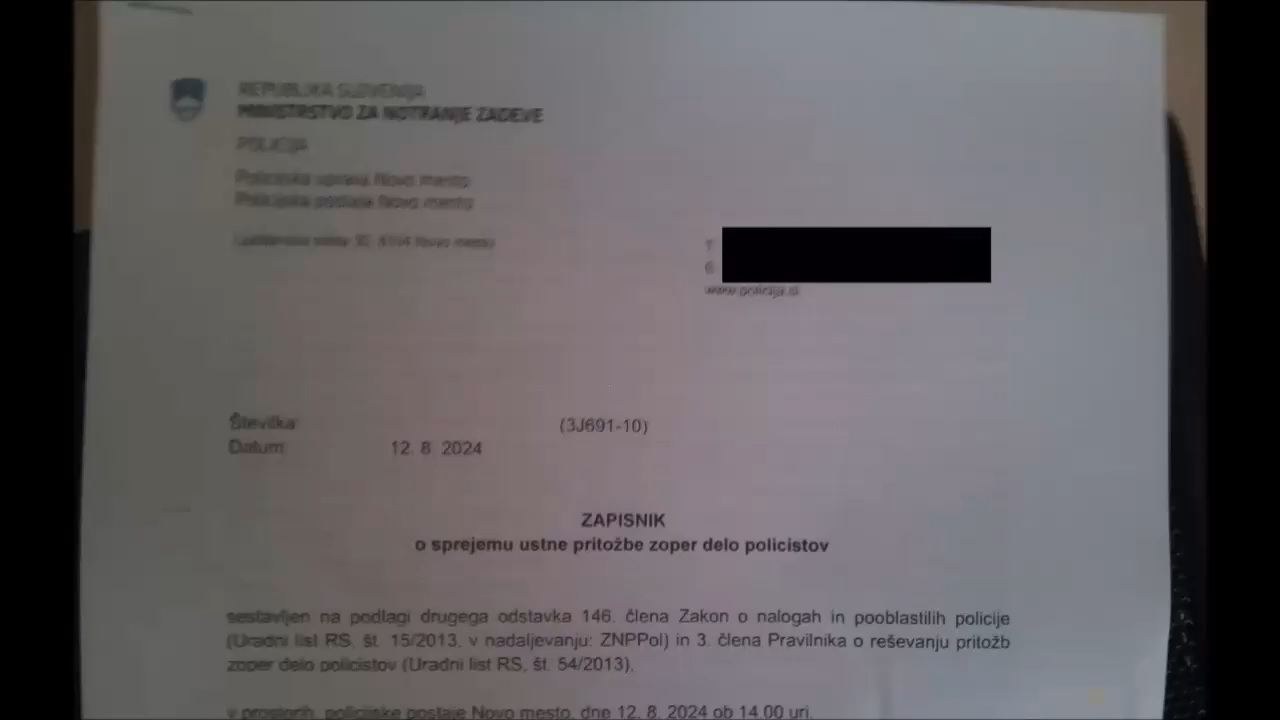 REPUBLIKA SLOVENIJA
MINISTRSTVO ZA NOTRANJE ZADEVE
POLICIJA
Policijska uprava Novo mesto
Policijska postaja Novo mesto
Novo mesto
T
E
www.policija.si
Številka: (3J691-10)
Datum: 12. 8. 2024
ZAPISNIK
o sprejemu ustne pritožbe zoper delo policistov
sestavljen na podlagi drugega odstavka 146. člena Zakon o nalogah in pooblastilih policije
(Uradni list RS, št. 15/2013, v nadaljevanju: ZNPPol) in 3. člena Pravilnika o reševanju pritožb
zoper delo policistov (Uradni list RS, št. 54/2013),
v prostorih, policijske postaje Novo mesto, dne 12. 8. 2024 ob 14.00 uri.